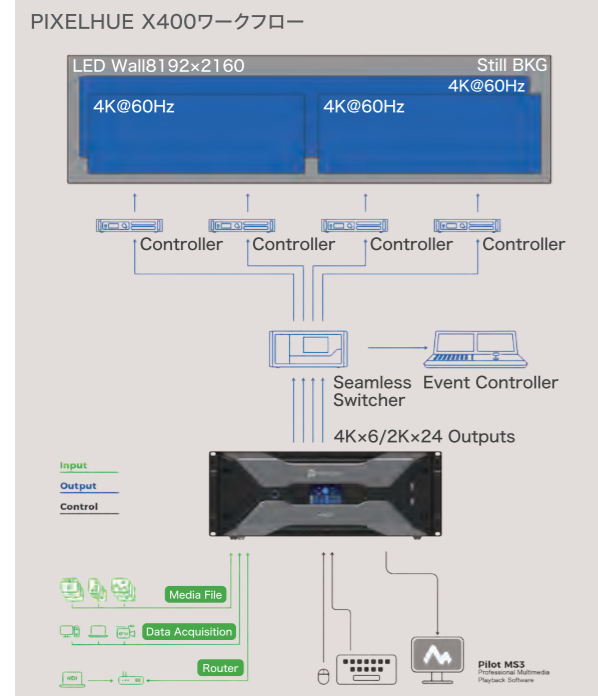 PIXELHUE X400ワークフロー
LED Wall8192×2160
Still BKG
4K@60Hz
4K@60Hz
4K@60Hz
Controller
Controller
Controller
Controller
Seamless
Switcher
Event Controller
4K×6/2K×24 Outputs
Input
Output
Control
Media File
Data Acquisition
Router
Pilot MS3
Professional Multimedia
Playback Software